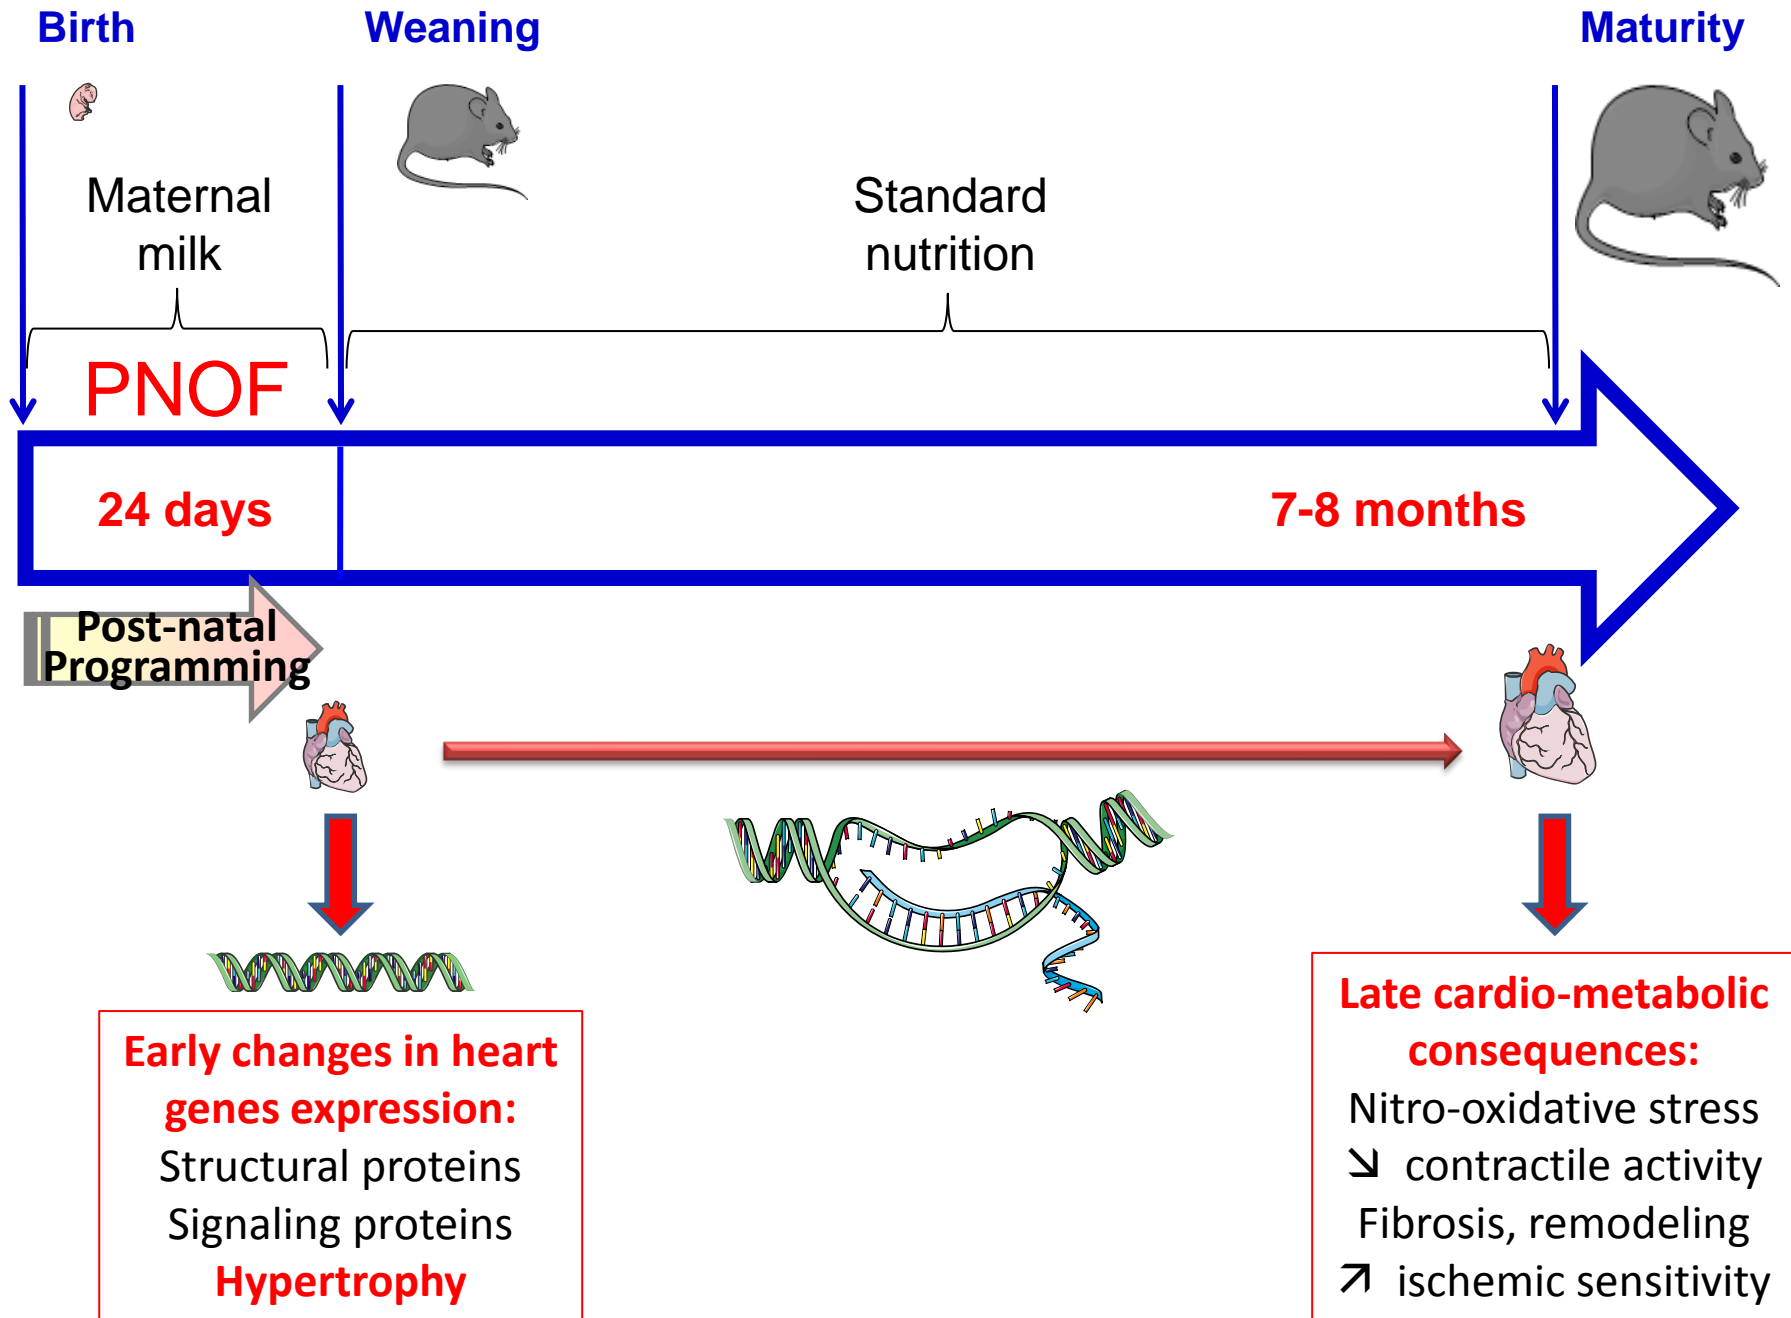 Birth
Weaning
Maturity
Maternal
milk
Standard
nutrition
PNOF
24 days
7-8 months
Post-natal
Programming
Early changes in heart
genes expression:
Structural proteins
Signaling proteins
Hypertrophy
Late cardio-metabolic
consequences:
Nitro-oxidative stress
➘ contractile activity
Fibrosis, remodeling
➚ ischemic sensitivity